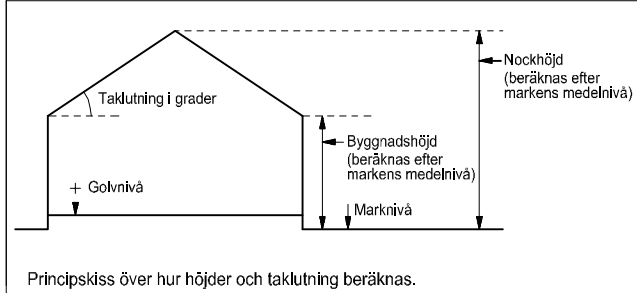 Nockhöjd
(beräknas efter
markens medelnivå)
Taklutning i grader
Byggnadshöjd
(beräknas efter
markens medelnivå)
+ Golvnivå
Marknivå
Principskiss över hur höjder och taklutning beräknas.